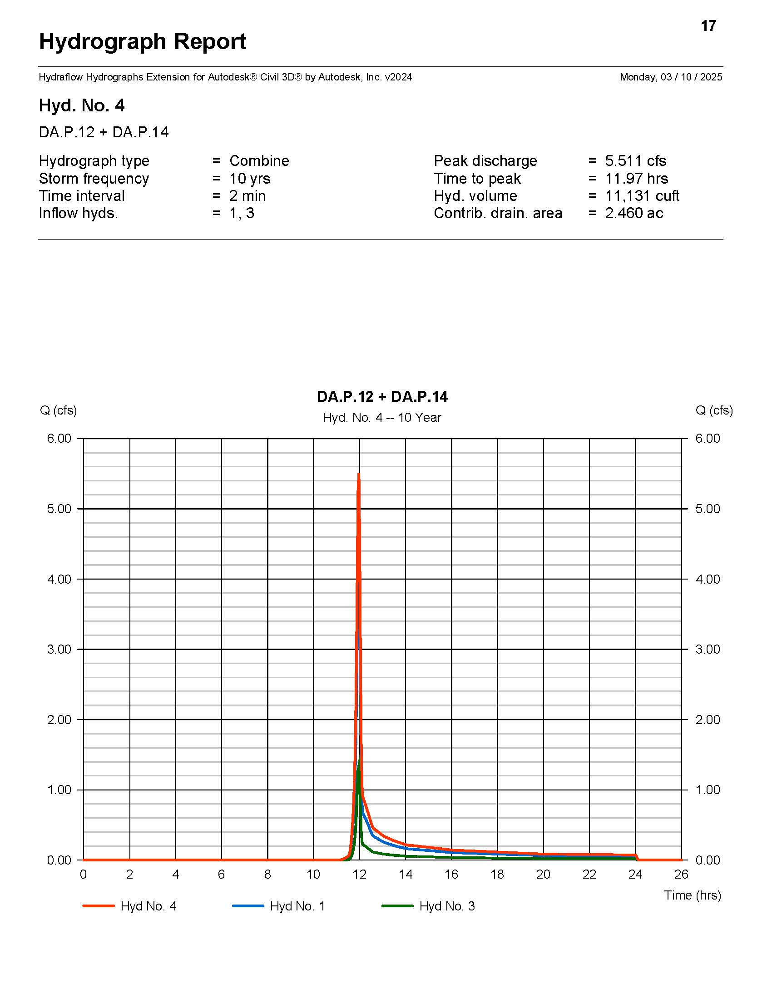 17
Hydrograph Report
Hydraflow Hydrographs Extension for Autodesk® Civil 3D® by Autodesk, Inc. v2024 Monday, 03 / 10 / 2025
Hyd. No. 4
DA.P.12 + DA.P.14
Hydrograph type = Combine Peak discharge = 5.511 cfs
Storm frequency = 10 yrs Time to peak = 11.97 hrs
Time interval = 2 min Hyd. volume = 11,131 cuft
Inflow hyds. = 1, 3 Contrib. drain. area = 2.460 ac
DA.P.12 + DA.P.14
Q (cfs) Hyd. No. 4 -- 10 Year Q (cfs)
6.00 6.00
5.00 5.00
4.00 4.00
3.00 3.00
2.00 2.00
1.00 1.00
0.00 0.00
0 2 4 6 8 10 12 14 16 18 20 22 24 26
Time (hrs)
Hyd No. 4 Hyd No. 1 Hyd No. 3